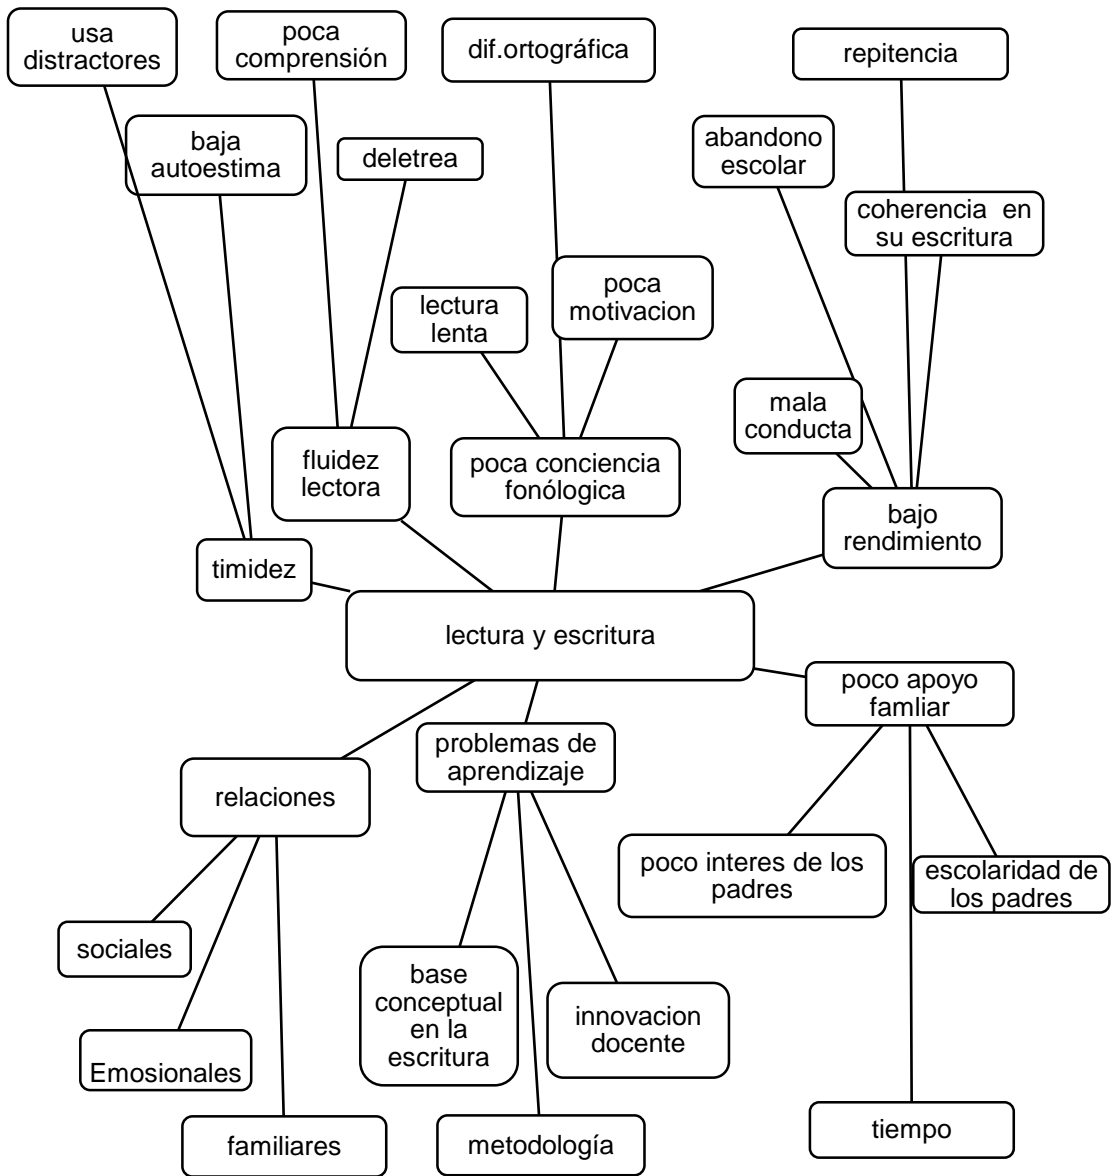 usa
distractores
poca
comprensión
dif.ortográfica
repitencia
baja
autoestima
deletrea
abandono
escolar
coherencia en
su escritura
lectura
lenta
poca
motivacion
mala
conducta
fluidez
lectora
poca conciencia
fonólogica
bajo
rendimiento
timidez
lectura y escritura
poco apoyo
famliar
problemas de
aprendizaje
relaciones
poco interes de los
padres
escolaridad de
los padres
sociales
base
conceptual
en la
escritura
innovacion
docente
Emosionales
familiares
metodología
tiempo